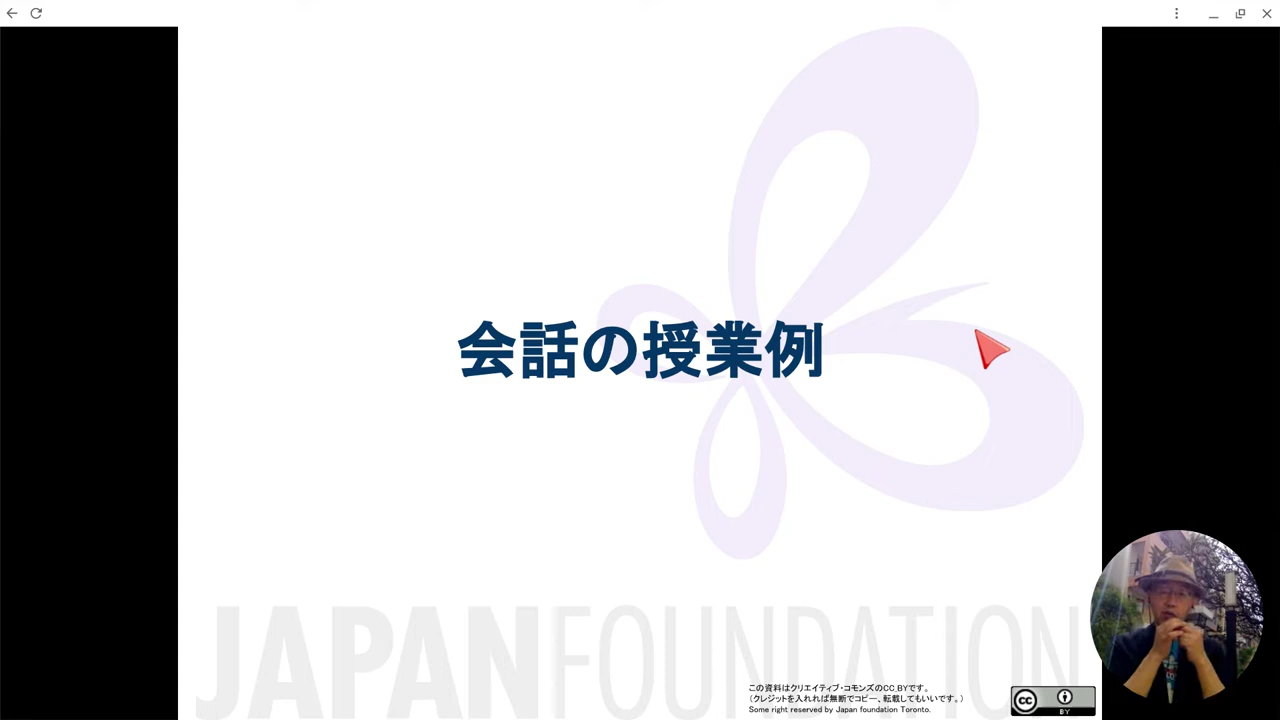 会話の授業例
JAPANFOUNDATION
この資料はクリエイティブ・コモンズのCC_BYです。
（クレジットを入れれば無断でコピー、転載してもいいです。）
Some right reserved by Japan foundation Toronto.
cc
BY